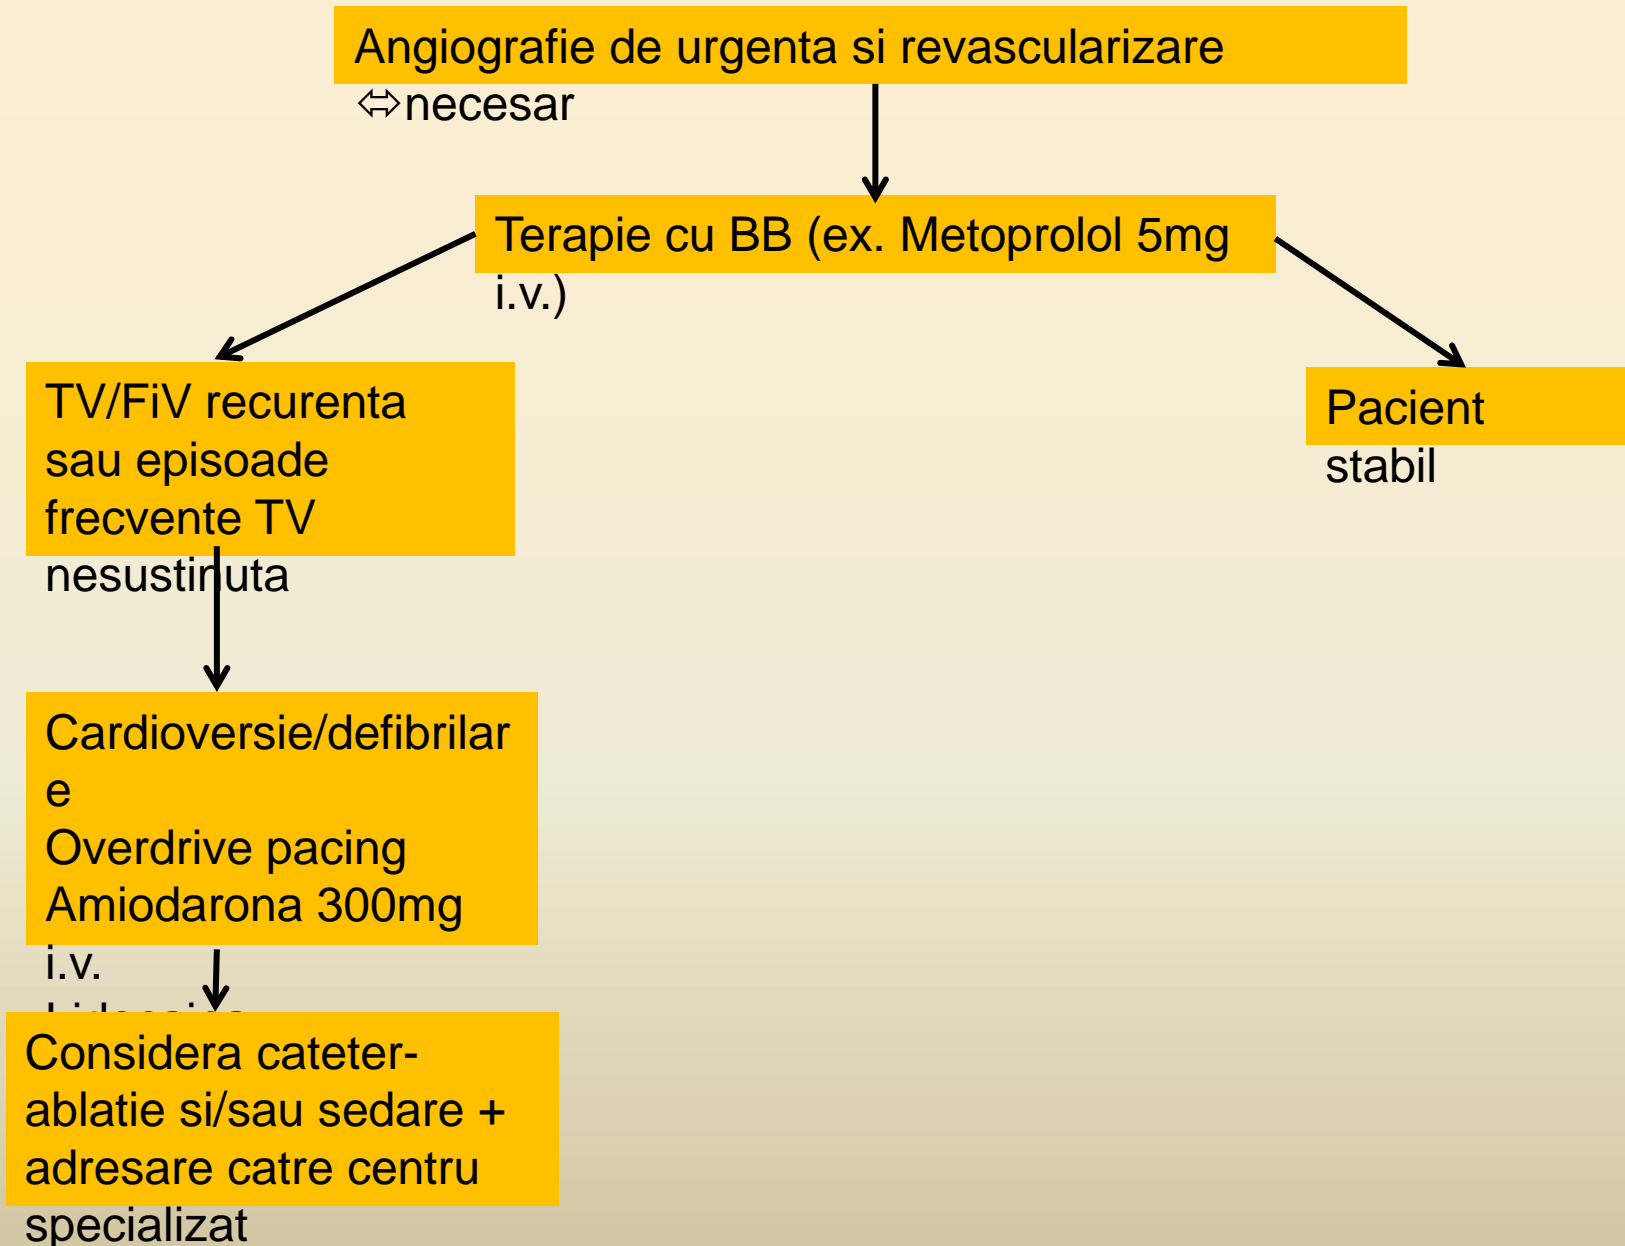 Angiografie de urgenta si revascularizare
⬄necesar
Terapie cu BB (ex. Metoprolol 5mg
i.v.)
TV/FiV recurenta
sau episoade
frecvente TV
nesustinuta
Pacient
stabil
Cardioversie/defibrilar
e
Overdrive pacing
Amiodarona 300mg
i.v.
Considera cateter-
ablatie si/sau sedare +
adresare catre centru
specializat